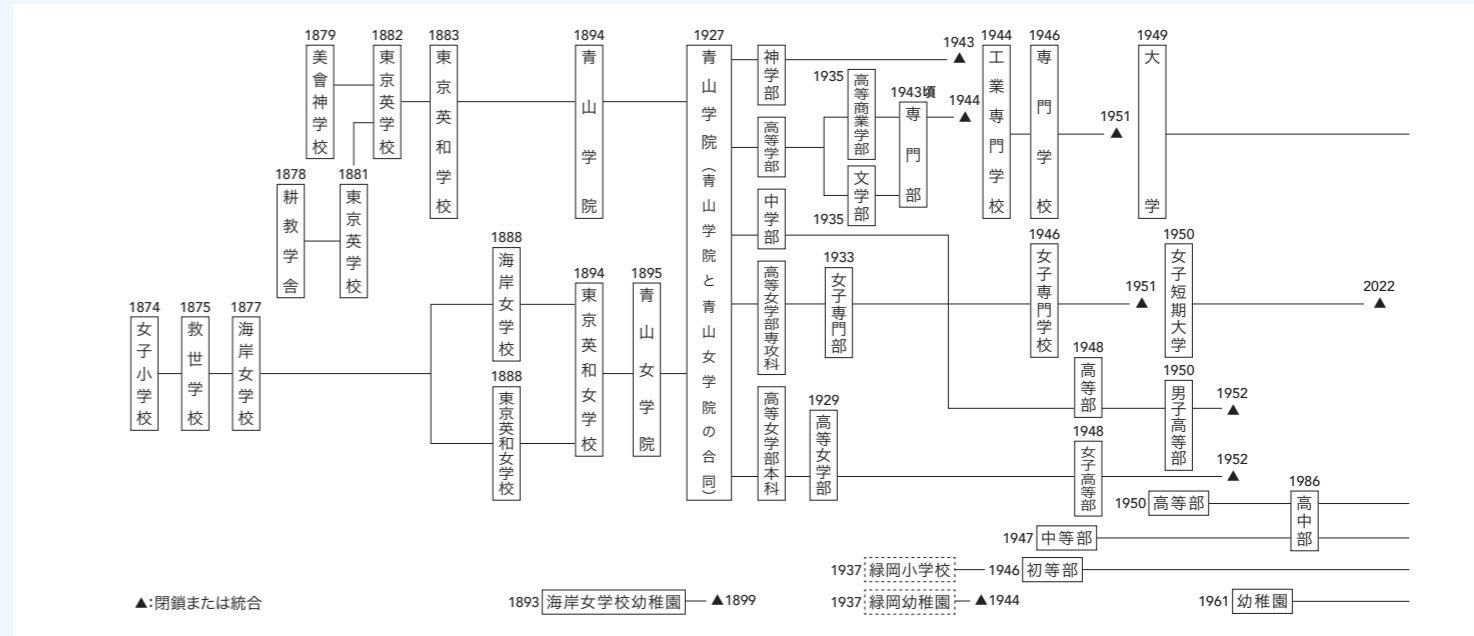 1879
美會神学校
1882
東京英学校
1883
東京英和学校
1894
青山学院
1878
耕教学舎
1881
東京英学校
1874
女子小学校
1875
救世学校
1877
海岸女学校
1888
海岸女学校
1888
東京英和女学校
1894
東京英和女学校
1895
青山女学院
1927
青山学院(青山学院と青山女学院の合同)
神学部
▲
1943
高等学部
1935
高等商業学部
1935
文学部
1943頃
専門部
1944
▲
中学部
高等女学部専攻科
1933
女子専門部
高等女学部本科
1929
高等女学部
1944
工業専門学校
1946
専門学校
1951
▲
1949
大学
1946
女子専門学校
1951
▲
1950
女子短期大学
2022
▲
1948
高等部
1950
男子高等部
1952
▲
1948
女子高等部
1952
▲
1950 高等部
1986
高中部
1947 中等部
1937 緑岡小学校
1946 初等部
▲:閉鎖または統合
1893 海岸女学校幼稚園 ▲1899
1937 緑岡幼稚園 ▲1944
1961 幼稚園